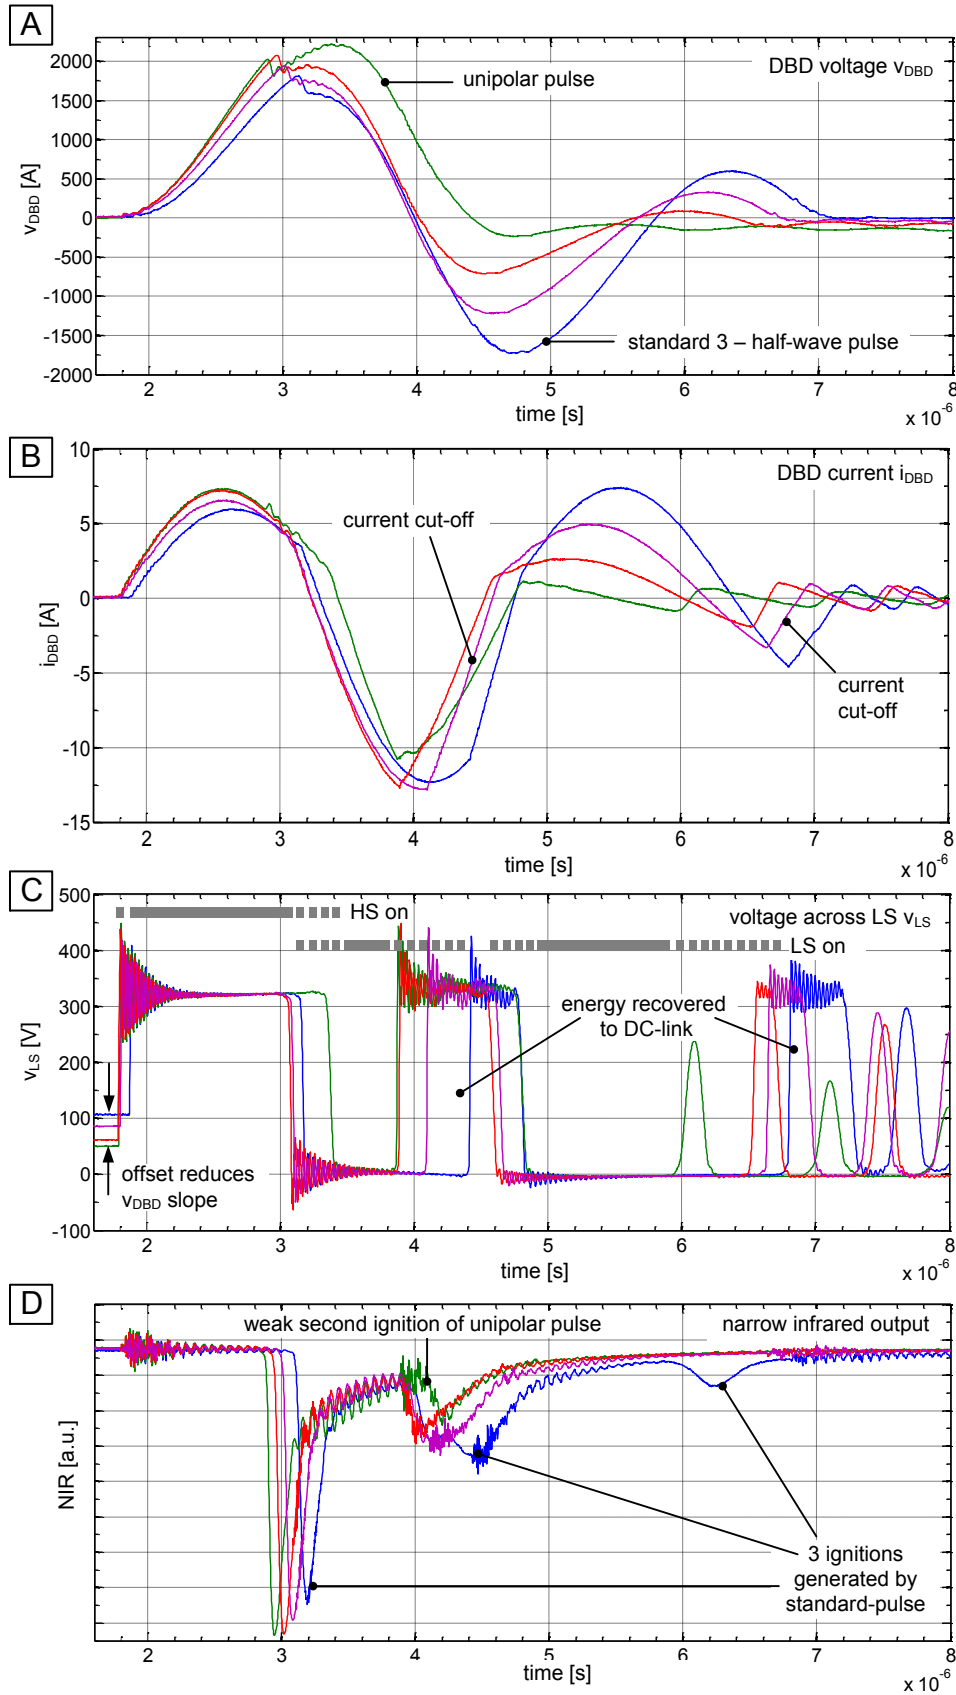 A
2000
1500
1000
500
0
-500
-1000
-1500
-2000
vDBD [A]
DBD voltage vDBD
unipolar pulse
standard 3 – half-wave pulse
2 3 4 5 6 7 8
time [s]
x 10-6
B
10
5
0
-5
-10
-15
iDBD [A]
DBD current iDBD
current cut-off
current
cut-off
2 3 4 5 6 7 8
time [s]
x 10-6
C
500
400
300
200
100
0
-100
vLS [V]
HS on
voltage across LS vLS
LS on
energy recovered
to DC-link
offset reduces
vDBD slope
2 3 4 5 6 7 8
time [s]
x 10-6
D
NIR [a.u.]
weak second ignition of unipolar pulse
narrow infrared output
3 ignitions
generated by
standard-pulse
2 3 4 5 6 7 8
time [s]
x 10-6